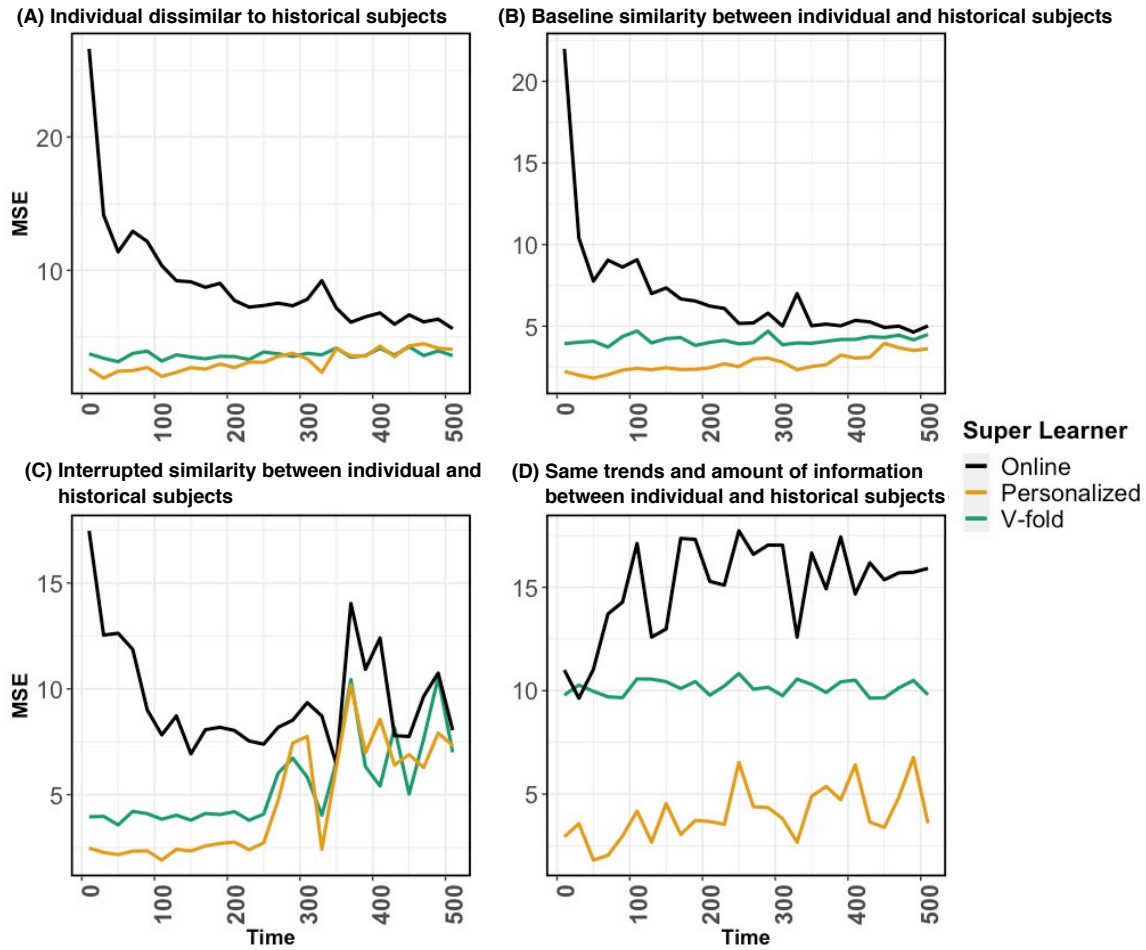 (A) Individual dissimilar to historical subjects
MSE
20
10
0
100
200
300
400
500
(B) Baseline similarity between individual and historical subjects
20
15
10
5
0
100
200
300
400
500
(C) Interrupted similarity between individual and
historical subjects
MSE
15
10
5
0
100
200
300
400
500
Time
(D) Same trends and amount of information
between individual and historical subjects
15
10
5
0
100
200
300
400
500
Time
Super Learner
Online
Personalized
V-fold